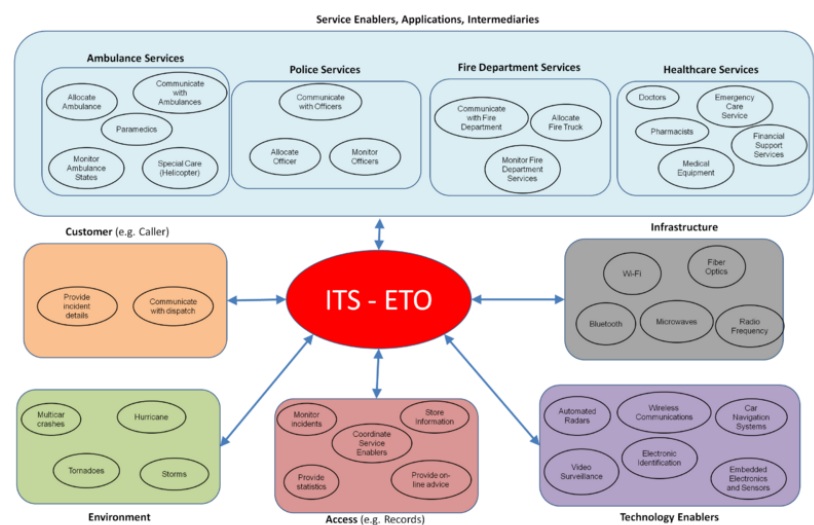 Service Enablers, Applications, Intermediaries
Ambulance Services
Allocate
Ambulance
Communicate
with
Ambulances
Paramedics
Monitor
Ambulance
States
Special Care
(Helicopter)
Police Services
Communicate
with Officers
Allocate
Officer
Monitor
Officers
Fire Department Services
Communicate
with Fire
Department
Allocate
Fire Truck
Monitor Fire
Department
Services
Healthcare Services
Doctors
Emergency
Care
Service
Pharmacists
Financial
Support
Services
Medical
Equipment
Customer (e.g. Caller)
Provide
incident
details
Communicate
with dispatch
ITS - ETO
Infrastructure
Wi-Fi
Fiber
Optics
Bluetooth
Microwaves
Radio
Frequency
Multicar
crashes
Hurricane
Tornadoes
Storms
Environment
Monitor
incidents
Store
Information
Coordinate
Service
Enablers
Provide
statistics
Provide on-
line advice
Access (e.g. Records)
Automated
Radars
Wireless
Communications
Car
Navigation
Systems
Video
Surveillance
Electronic
Identification
Embedded
Electronics
and Sensors
Technology Enablers